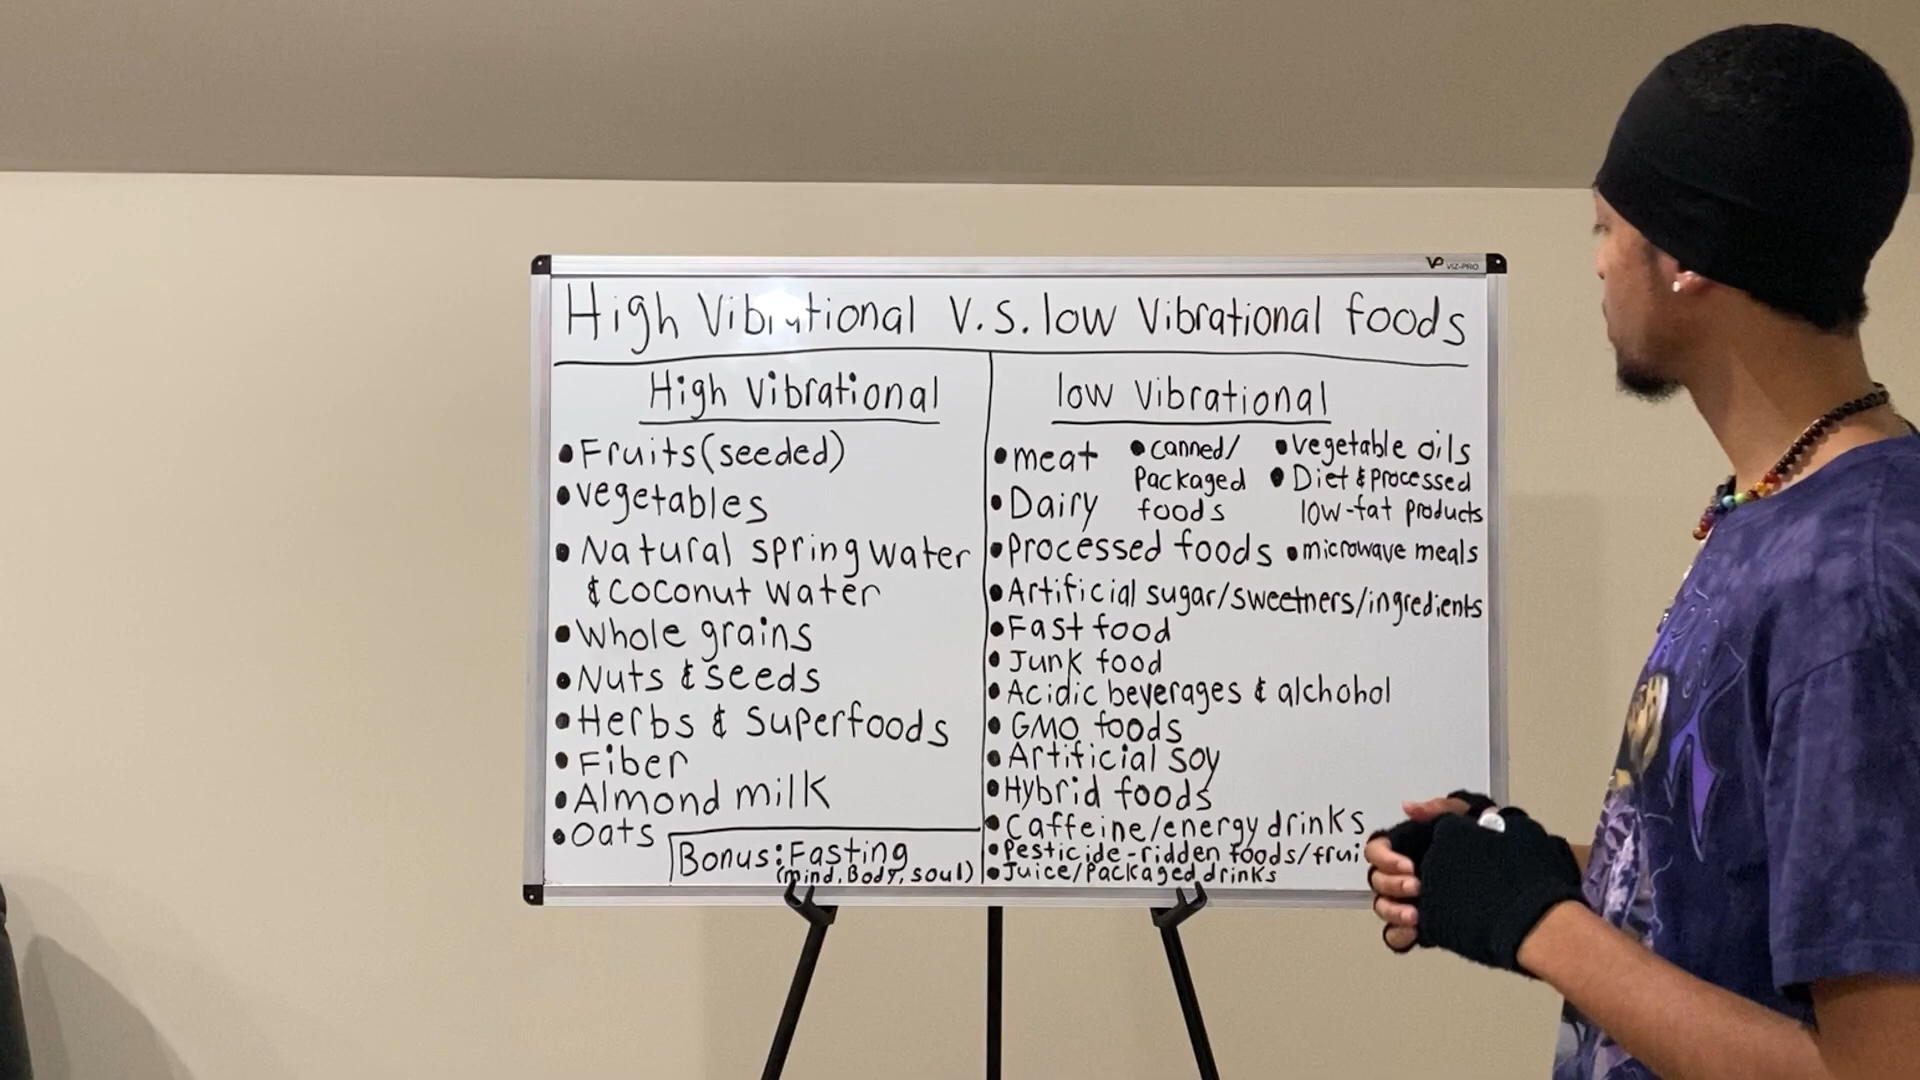 VP VIZ-PRO
High Vibrational V.S. low Vibrational foods
High Vibrational
•Fruits(seeded)
•vegetables
•Natural spring water
& coconut water
•Whole grains
•Nuts & seeds
•Herbs & Superfoods
•Fiber
•Almond milk
•oats
Bonus: Fasting
(mind, Body, soul)
low Vibrational
•meat
•Dairy
•canned/
Packaged
foods
•vegetable oils
•Diet & processed
low-fat products
•Processed foods •microwave meals
•Artificial sugar/sweetners/ingredients
•Fast food
•Junk food
•Acidic beverages & alchohol
•GMO foods
•Artificial soy
•Hybrid foods
•Caffeine/energy drinks
•Pesticide-ridden foods/frui
•Juice/Packaged drinks